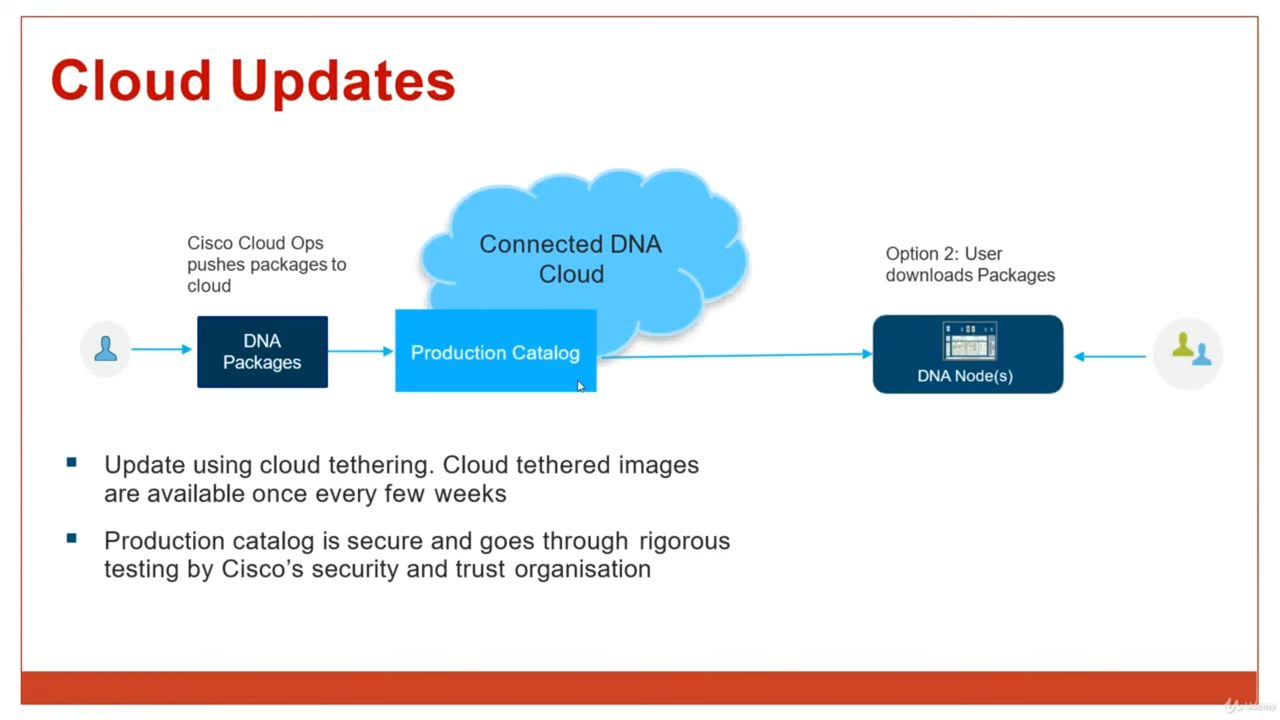 Cloud Updates
Connected DNA
Cloud
Cisco Cloud Ops
pushes packages to
cloud
Option 2: User
downloads Packages
DNA
Packages
Production Catalog
DNA Node(s)
Update using cloud tethering. Cloud tethered images
are available once every few weeks
Production catalog is secure and goes through rigorous
testing by Cisco’s security and trust organisation
Udemy